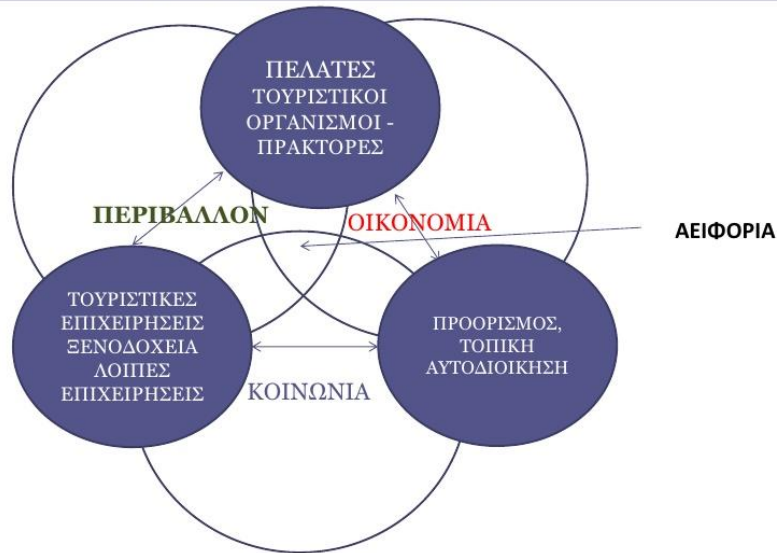 ΠΕΛΑΤΕΣ
ΤΟΥΡΙΣΤΙΚΟΙ
ΟΡΓΑΝΙΣΜΟΙ -
ΠΡΑΚΤΟΡΕΣ
ΠΕΡΙΒΑΛΛΟΝ
ΟΙΚΟΝΟΜΙΑ
ΑΕΙΦΟΡΙΑ
ΤΟΥΡΙΣΤΙΚΕΣ
ΕΠΙΧΕΙΡΗΣΕΙΣ
ΞΕΝΟΔΟΧΕΙΑ
ΛΟΙΠΕΣ
ΕΠΙΧΕΙΡΗΣΕΙΣ
ΠΡΟΟΡΙΣΜΟΣ,
ΤΟΠΙΚΗ
ΑΥΤΟΔΙΟΙΚΗΣΗ
ΚΟΙΝΩΝΙΑ